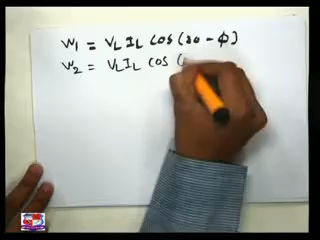 W1 = VL IL cos (30 - ϕ)
W2 = VL IL cos (